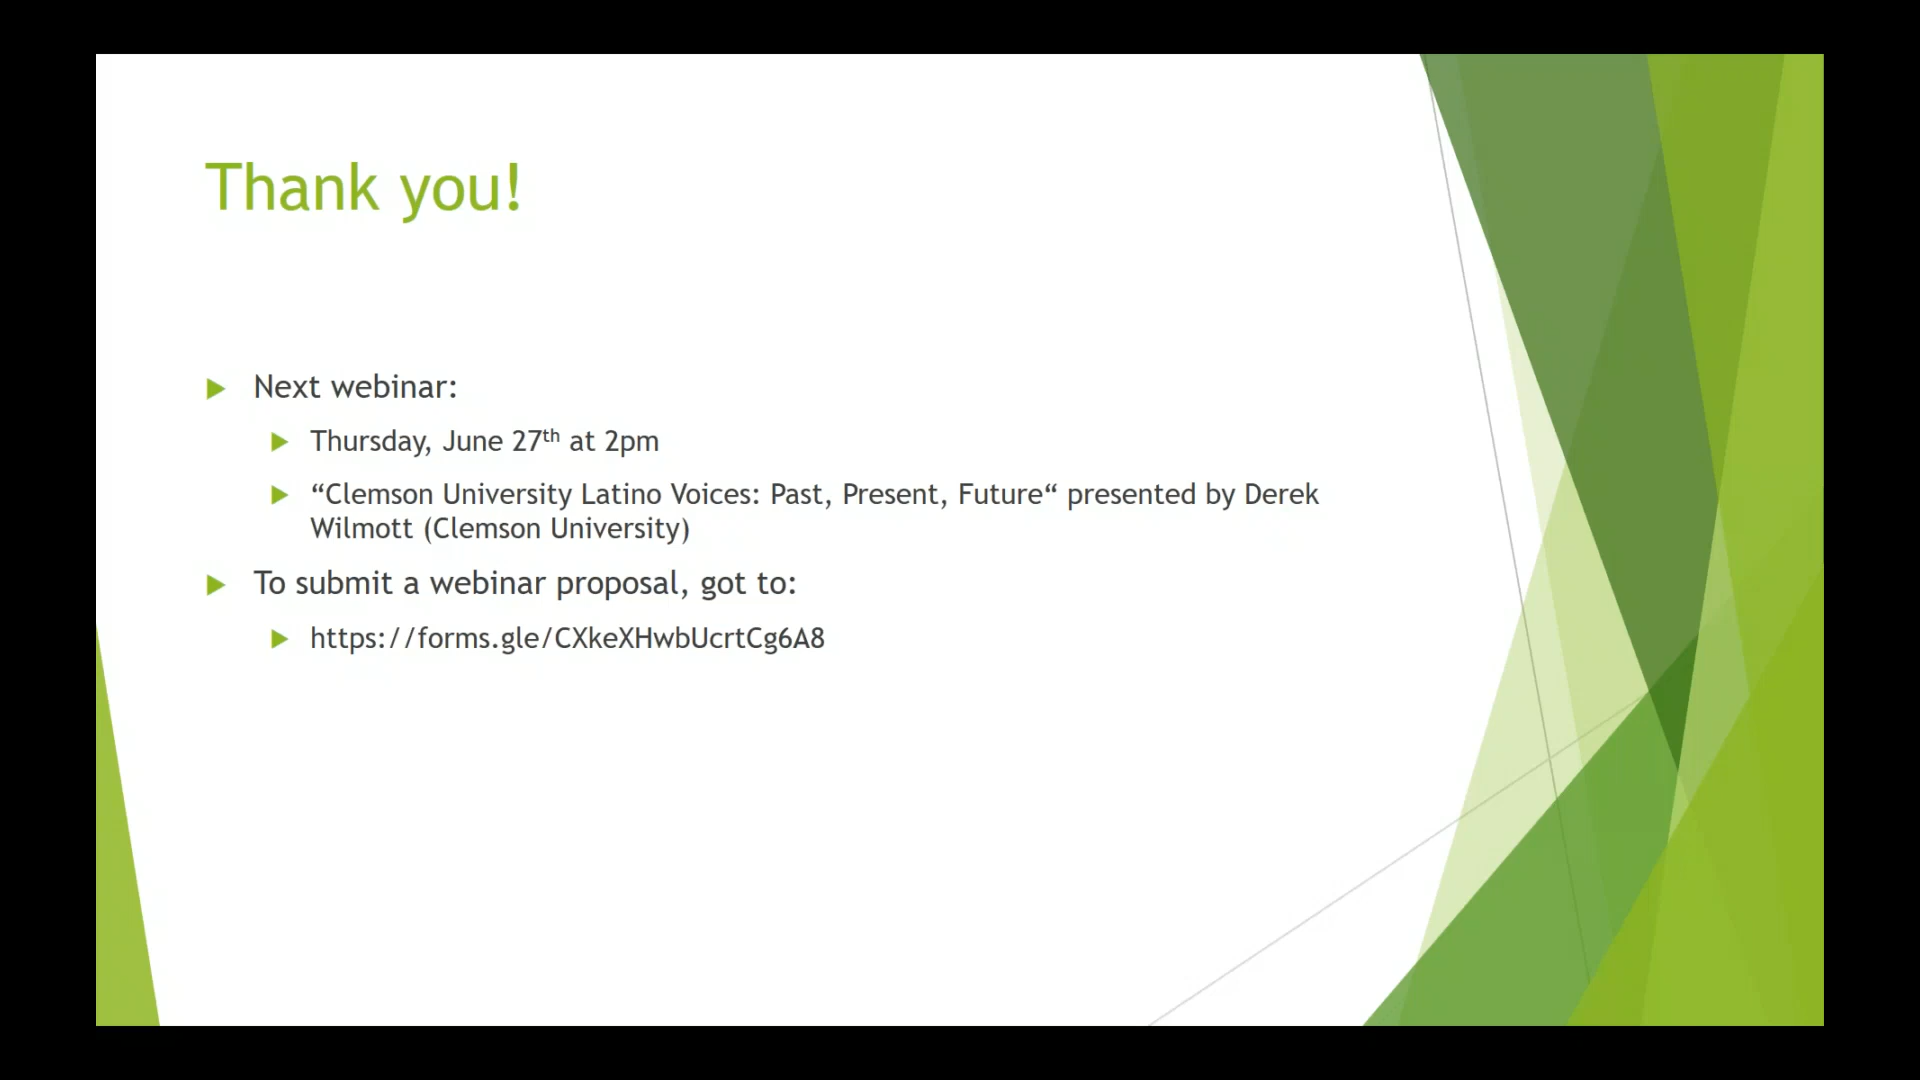 Thank you!
Next webinar:
Thursday, June 27th at 2pm
“Clemson University Latino Voices: Past, Present, Future“ presented by Derek
Wilmott (Clemson University)
To submit a webinar proposal, got to:
https://forms.gle/CXkeXHwbUcrtCg6A8